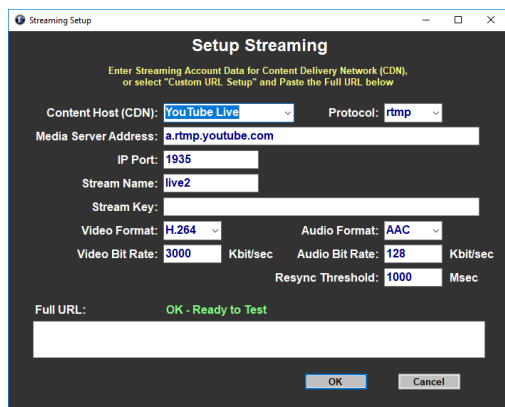 Streaming Setup
Setup Streaming
Enter Streaming Account Data for Content Delivery Network (CDN),
or select "Custom URL Setup" and Paste the Full URL below
Content Host (CDN): YouTube Live Protocol: rtmp
Media Server Address: a.rtmp.youtube.com
IP Port: 1935
Stream Name: live2
Stream Key:
Video Format: H.264 Audio Format: AAC
Video Bit Rate: 3000 Kbit/sec Audio Bit Rate: 128 Kbit/sec
Resync Threshold: 1000 Msec
Full URL: OK - Ready to Test
OK Cancel